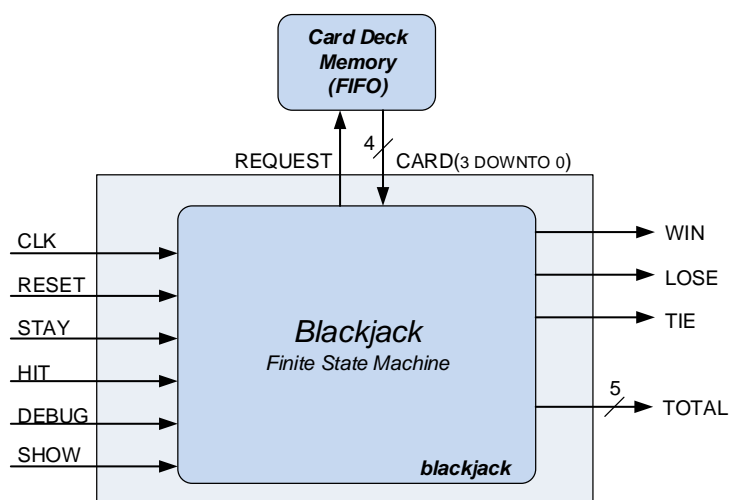 Card Deck
Memory
(FIFO)
4
REQUEST
CARD(3 DOWNTO 0)
CLK
RESET
STAY
HIT
DEBUG
SHOW
Blackjack
Finite State Machine
blackjack
WIN
LOSE
TIE
5
TOTAL